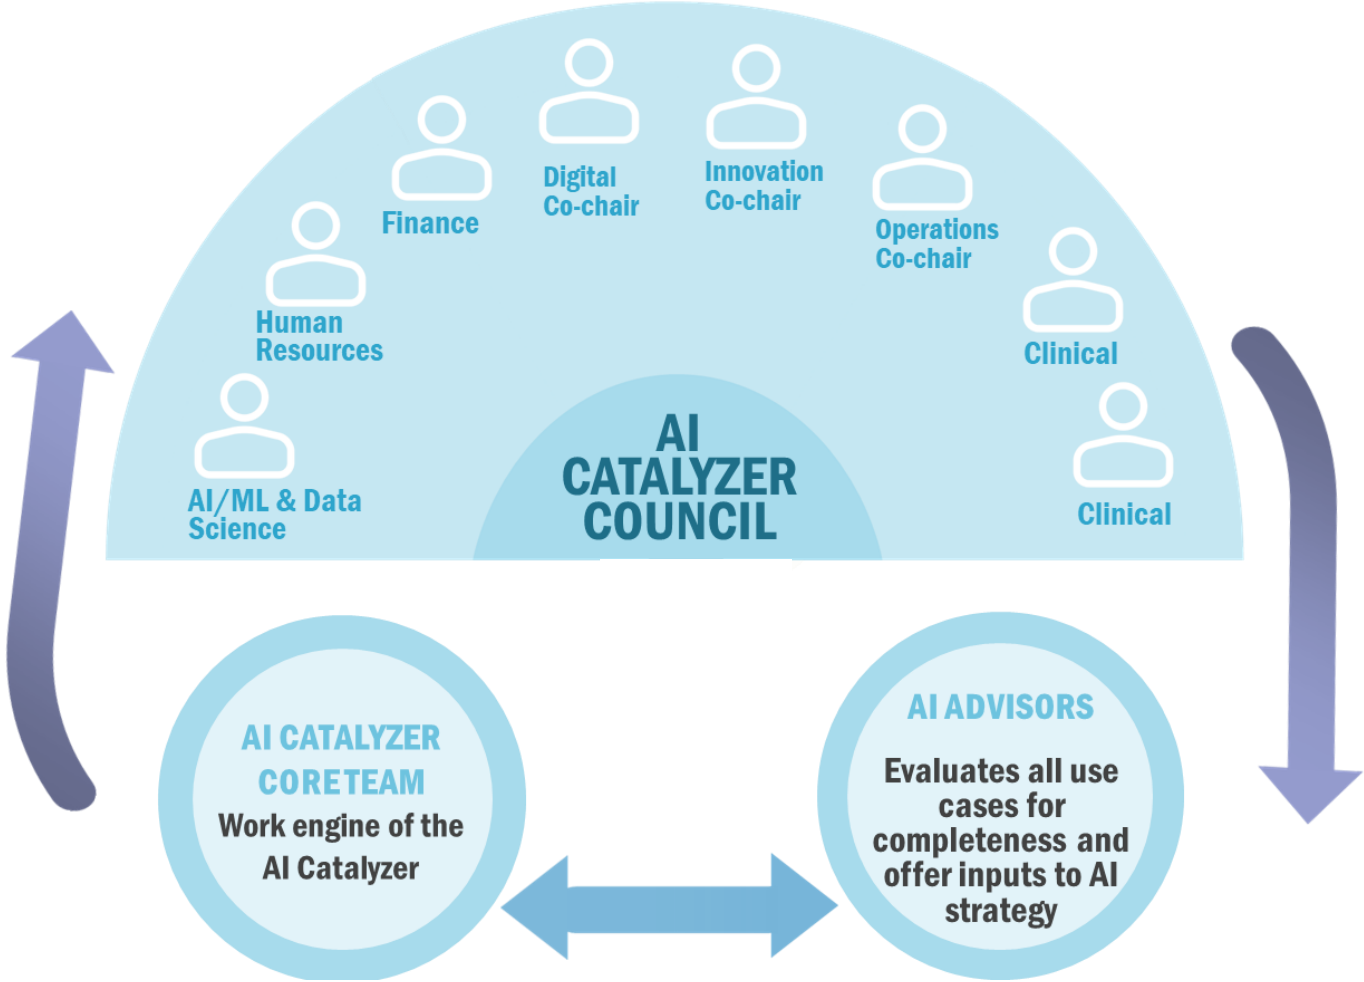 Digital
Co-chair
Innovation
Co-chair
Finance
Operations
Co-chair
Human
Resources
Clinical
AI/ML & Data
Science
Clinical
AI
CATALYZER
COUNCIL
AI CATALYZER
CORETEAM
Work engine of the
AI Catalyzer
AI ADVISORS
Evaluates all use
cases for
completeness and
offer inputs to AI
strategy